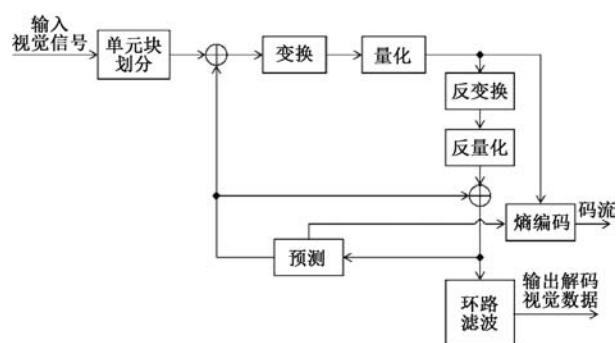 输入
视觉信号
单元块
划分
变换
量化
反变换
反量化
熵编码
码流
预测
环路
滤波
输出解码
视觉数据